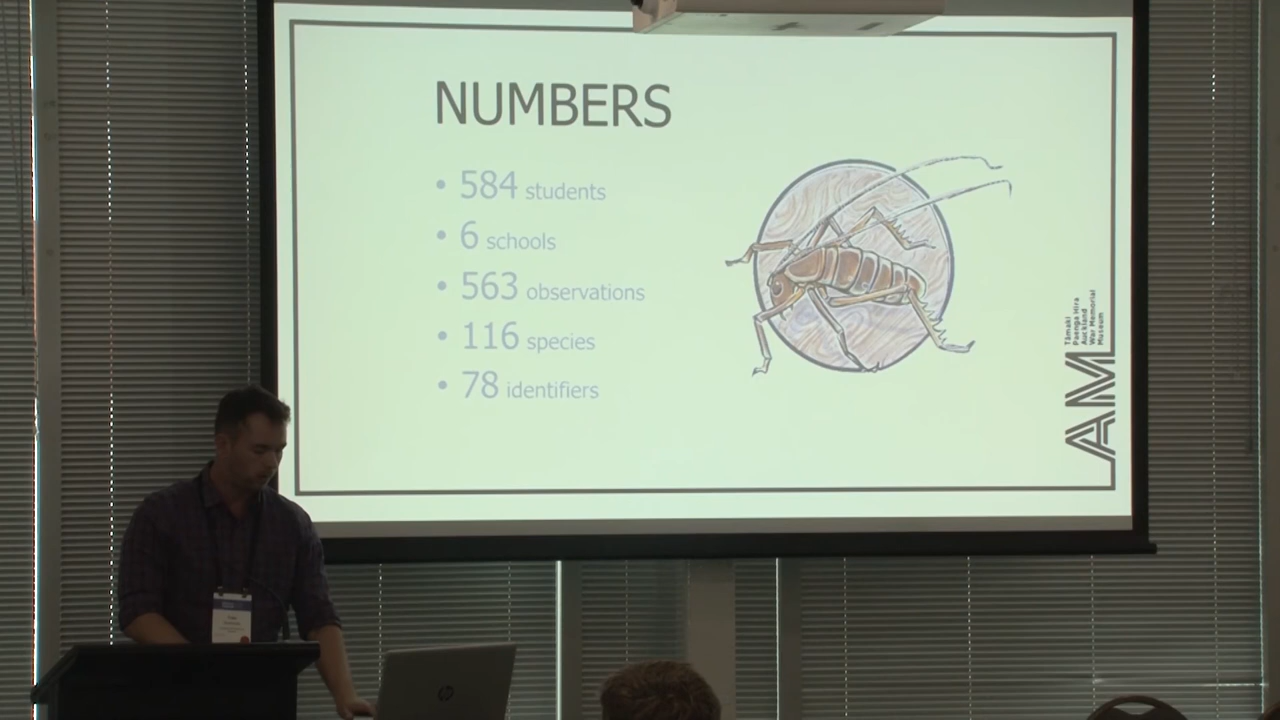 NUMBERS
• 584 students
• 6 schools
• 563 observations
• 116 species
• 78 identifiers
Tāmaki
Paenga Hira
Auckland
War Memorial
Museum
AM
hp